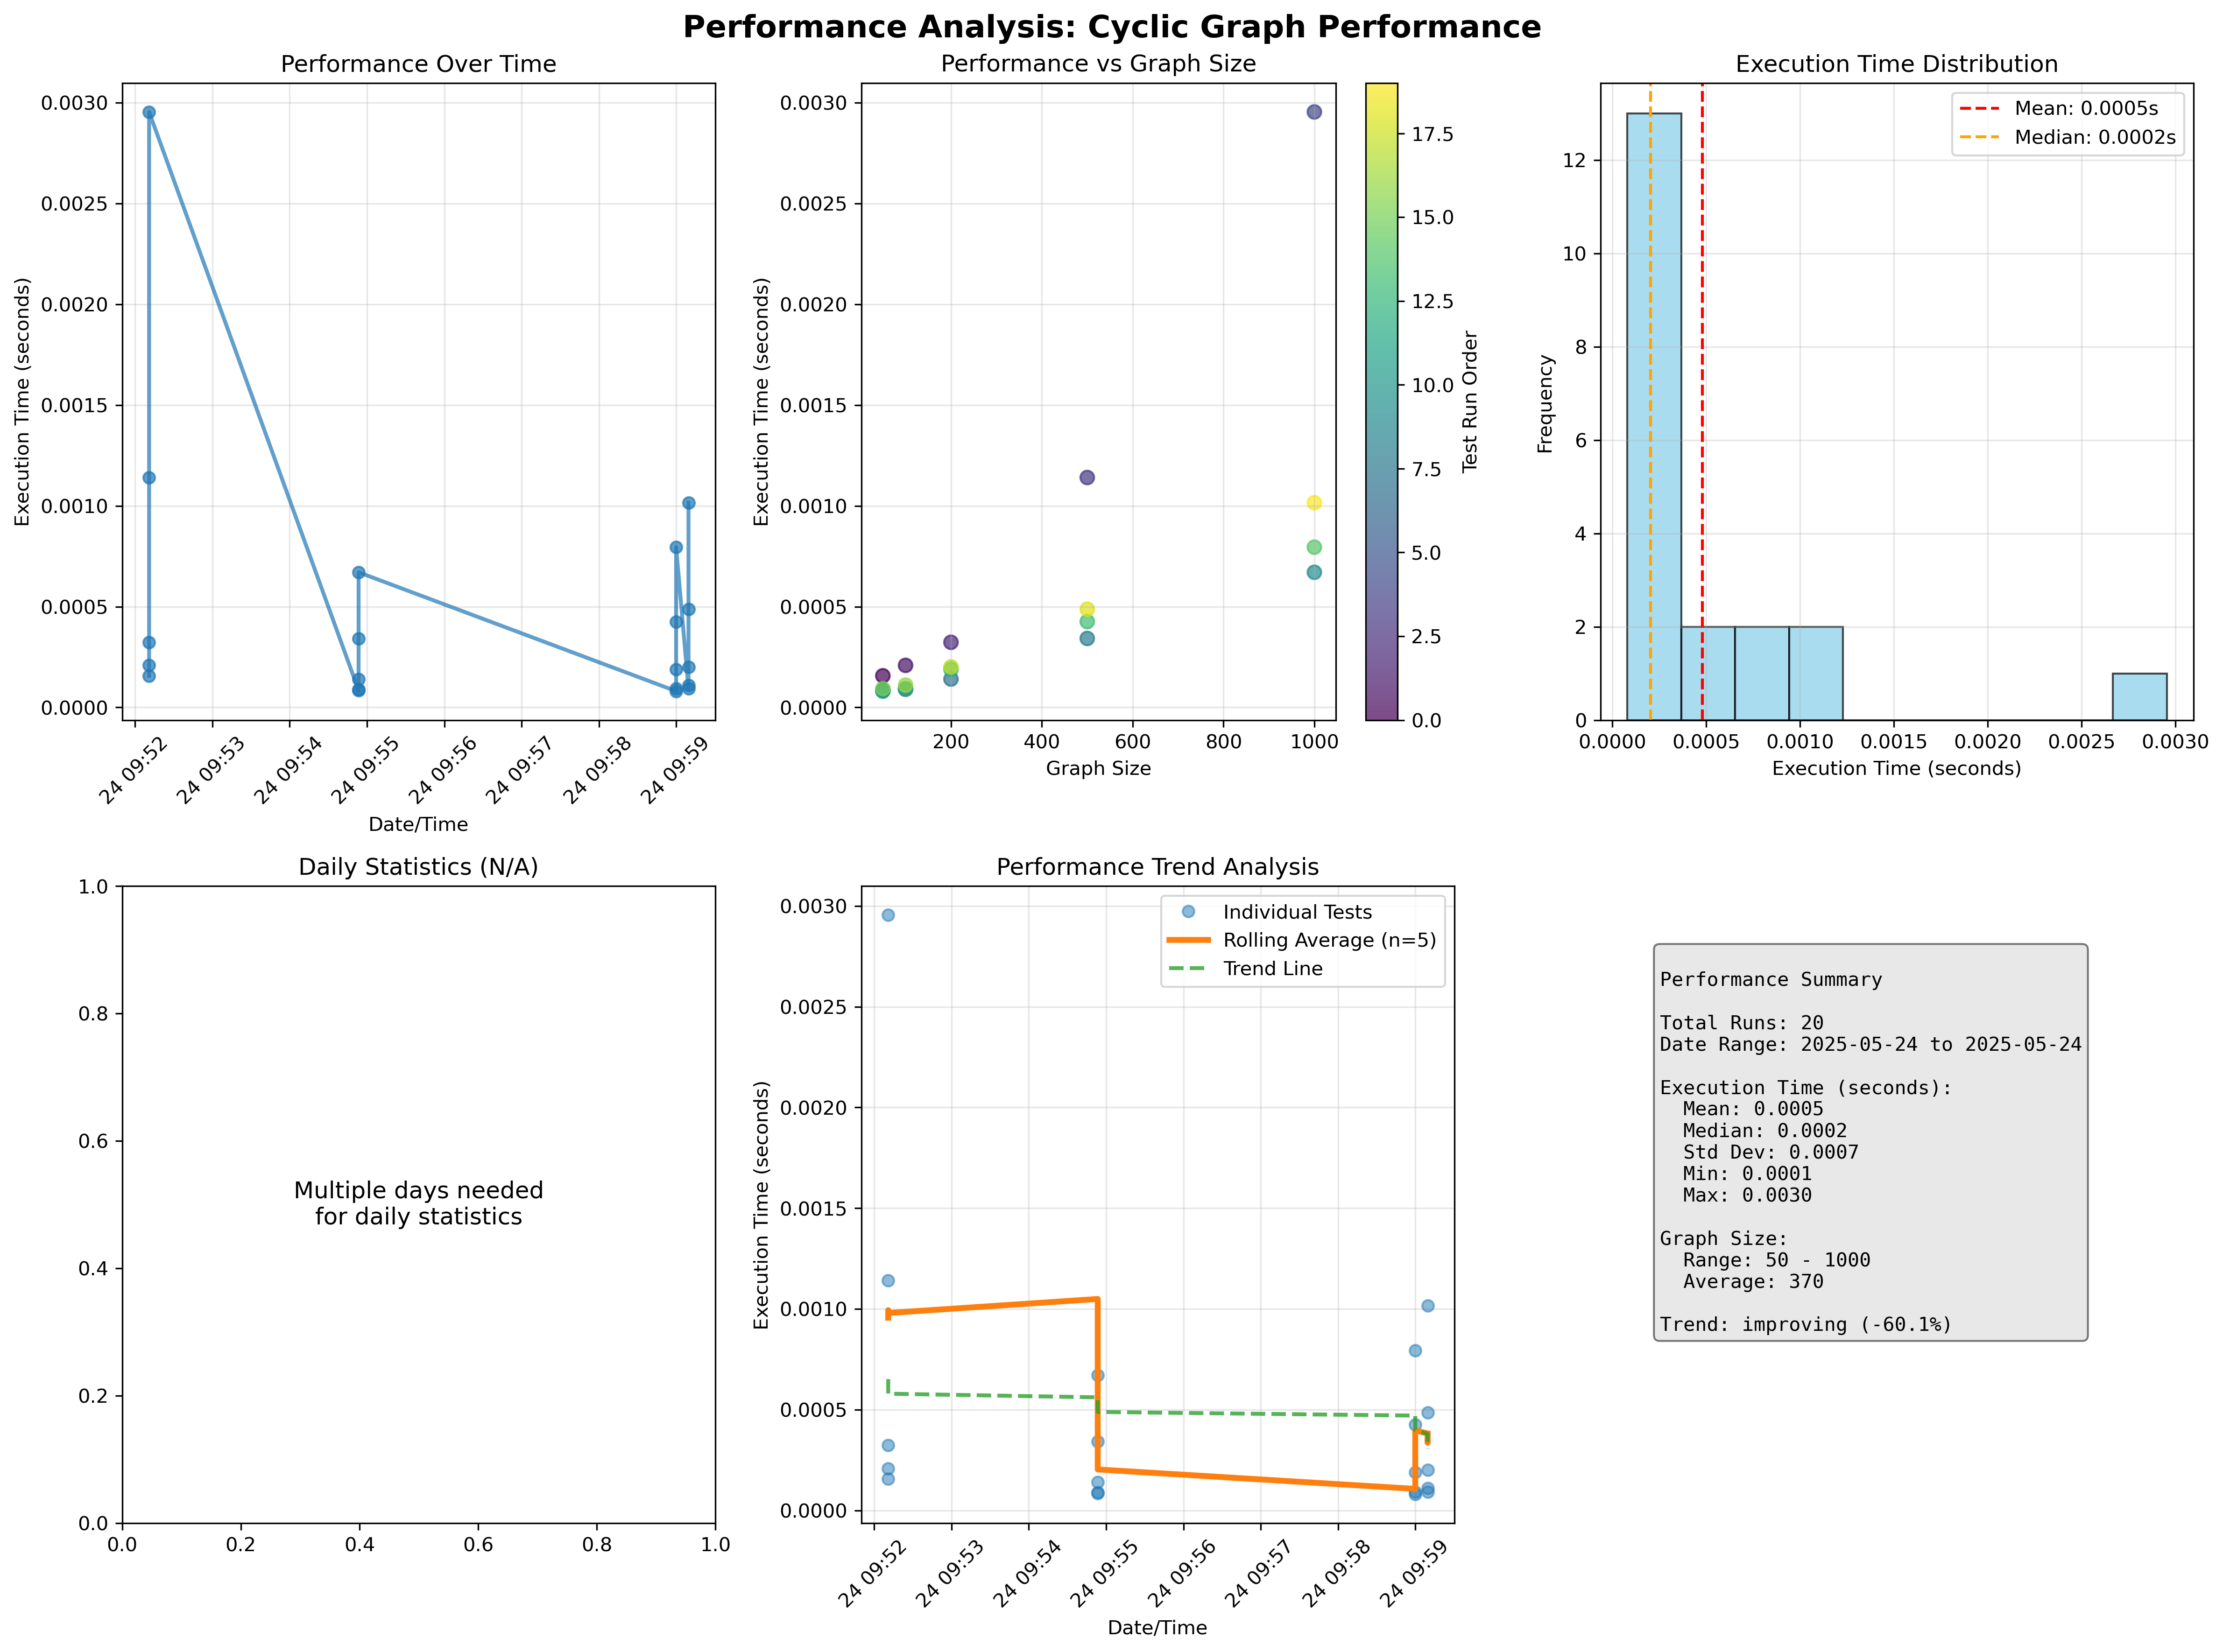 Performance Analysis: Cyclic Graph Performance
Performance Over Time
Execution Time (seconds)
0.0030
0.0025
0.0020
0.0015
0.0010
0.0005
0.0000
24 09:52
24 09:53
24 09:54
24 09:55
24 09:56
24 09:57
24 09:58
24 09:59
Date/Time
Performance vs Graph Size
Execution Time (seconds)
0.0030
0.0025
0.0020
0.0015
0.0010
0.0005
0.0000
200 400 600 800 1000
Graph Size
17.5
15.0
12.5
10.0
7.5
5.0
2.5
0.0
Test Run Order
Execution Time Distribution
Mean: 0.0005s
Median: 0.0002s
Frequency
12
10
8
6
4
2
0
0.0000 0.0005 0.0010 0.0015 0.0020 0.0025 0.0030
Execution Time (seconds)
Daily Statistics (N/A)
1.0
0.8
0.6
0.4
0.2
0.0
Multiple days needed
for daily statistics
0.0 0.2 0.4 0.6 0.8 1.0
Performance Trend Analysis
Individual Tests
Rolling Average (n=5)
Trend Line
Execution Time (seconds)
0.0030
0.0025
0.0020
0.0015
0.0010
0.0005
0.0000
24 09:52
24 09:53
24 09:54
24 09:55
24 09:56
24 09:57
24 09:58
24 09:59
Date/Time
Performance Summary
Total Runs: 20
Date Range: 2025-05-24 to 2025-05-24
Execution Time (seconds):
Mean: 0.0005
Median: 0.0002
Std Dev: 0.0007
Min: 0.0001
Max: 0.0030
Graph Size:
Range: 50 - 1000
Average: 370
Trend: improving (-60.1%)